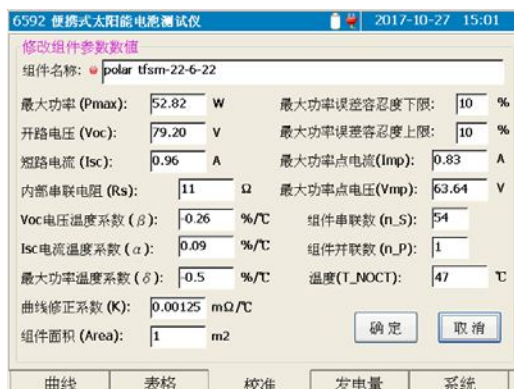 6592 便携式太阳能电池测试仪 2017-10-27 15:01
修改组件参数数值
组件名称: polar tfsm-22-6-22
最大功率 (Pmax): 52.82 W 最大功率误差容忍度下限: 10 %
开路电压 (Voc): 79.20 V 最大功率误差容忍度上限: 10 %
短路电流 (Isc): 0.96 A 最大功率点电流(Imp): 0.83 A
内部串联电阻 (Rs): 11 Ω 最大功率点电压(Vmp): 63.64 V
Voc电压温度系数 (β): -0.26 %/℃ 组件串联数 (n_S): 54
Isc电流温度系数 (α): 0.09 %/℃ 组件并联数 (n_P): 1
最大功率温度系数 (δ): -0.5 %/℃ 温度(T_NOCT): 47 ℃
曲线修正系数 (K): 0.00125 mΩ/℃
组件面积 (Area): 1 m2
确定 取消
曲线 表格 校准 发电量 系统